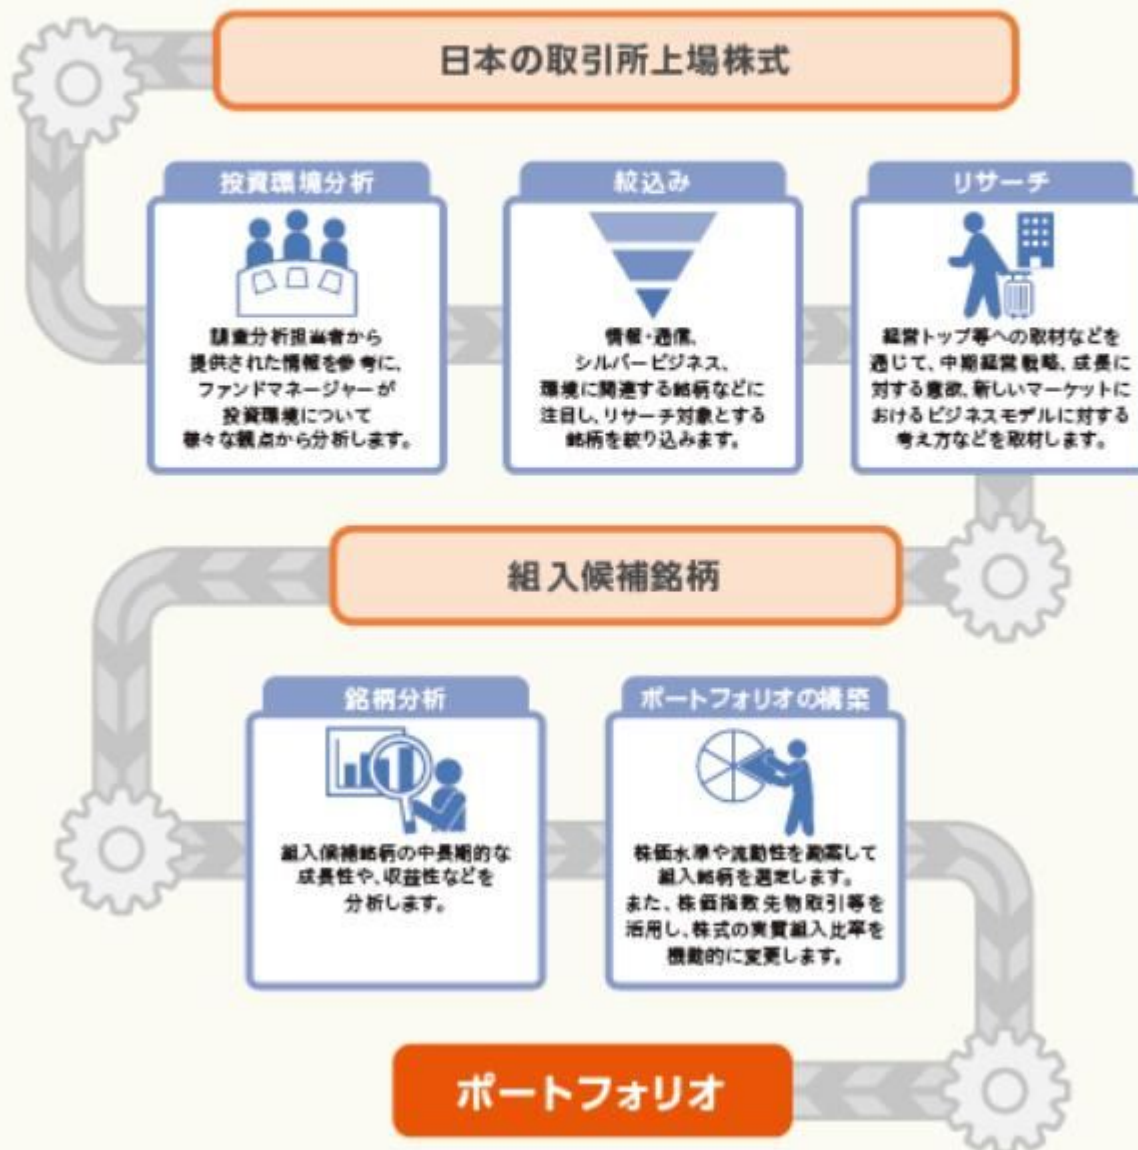 日本の取引所上場株式
投資環境分析
調査分析担当者から
提供された情報を参考に、
ファンドマネージャーが
投資環境について
様々な観点から分析します。
絞込み
情報・通信、
シルバービジネス、
環境に関連する銘柄などに
注目し、リサーチ対象とする
銘柄を絞り込みます。
リサーチ
経営トップ等への取材などを
通じて、中期経営戦略、成長に
対する意欲、新しいマーケットに
おけるビジネスモデルに対する
考え方などを取材します。
組入候補銘柄
銘柄分析
組入候補銘柄の中長期的な
成長性や、収益性などを
分析します。
ポートフォリオの構築
株価水準や流動性を勘案して
組入銘柄を選定します。
また、株価指数先物取引等を
活用し、株式の実質組入比率を
機動的に変更します。
ポートフォリオ